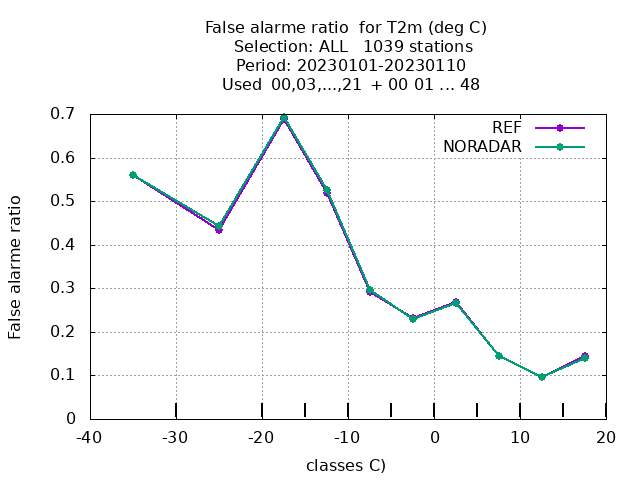 False alarme ratio  for T2m (deg C)
Selection: ALL   1039 stations
Period: 20230101-20230110
Used  00,03,...,21  + 00 01 ... 48
REF
NORADAR
False alarme ratio
0.7
0.6
0.5
0.4
0.3
0.2
0.1
0
-40 -30 -20 -10 0 10 20
classes C)